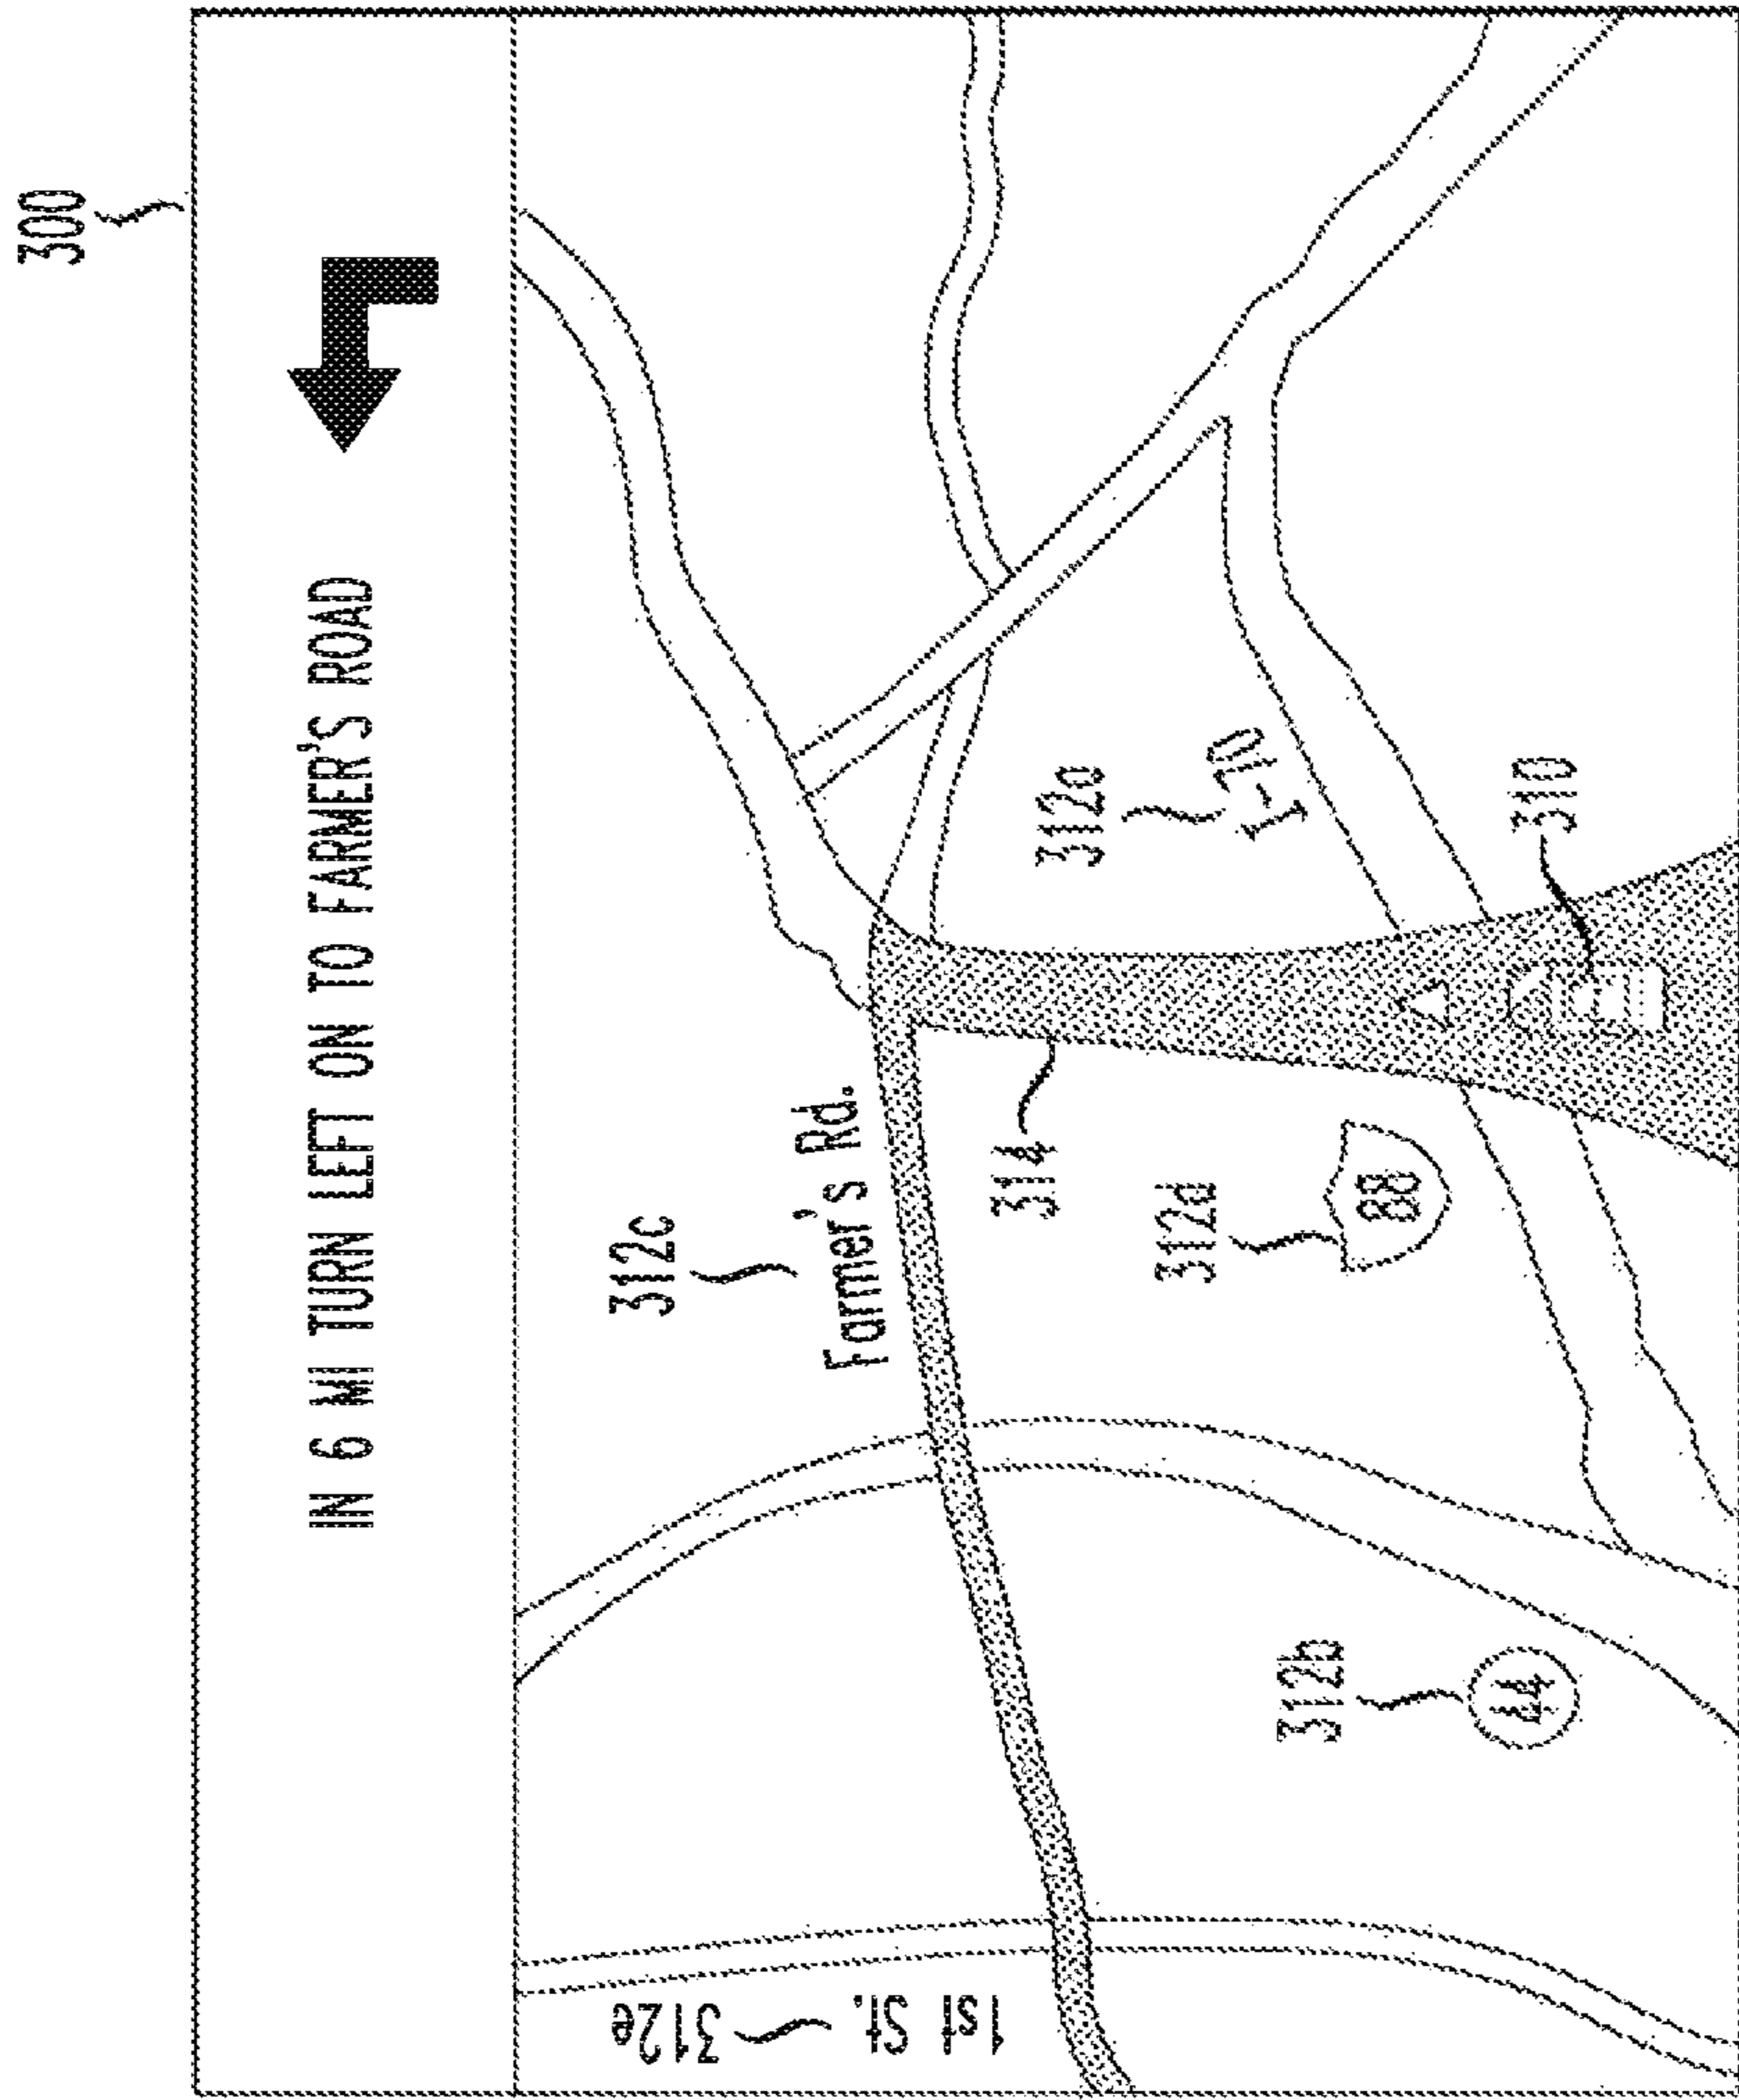 300
IN 6 MI TURN LEFT ON TO FARMER'S ROAD
312c
Farmer's Rd.
1st St.
312e
314
312a
I-70
312d
88
312b
44
310